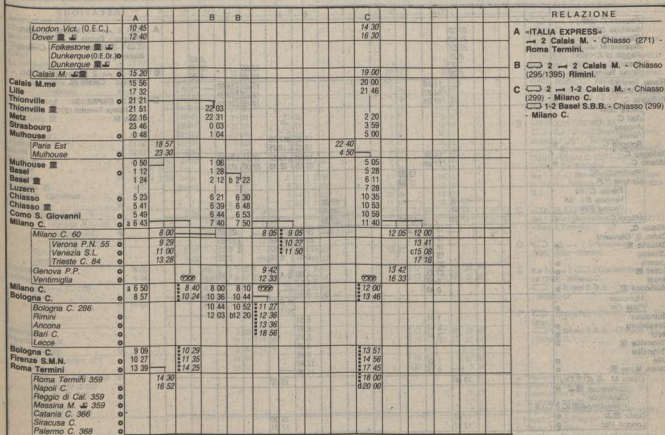 A B B C
London Vict. (O.E.C.) 10 45 14 30
Dover 12 40 16 30
Folkestone
Dunkerque (O.E.Dr.)
Dunkerque
Calais M. 15 20 19 00
Calais M.me 15 56 20 00
Lille 17 32 21 46
Thionville 21 21
Thionville 21 51 22 03
Metz 22 16 22 31 2 20
Strasbourg 23 46 0 03 3 59
Mulhouse 0 48 1 04 5 00
Paris Est 18 57 22 40
Mulhouse 23 30 4 50
Mulhouse 0 50 1 06 5 05
Basel 1 12 1 28 5 28
Basel 1 24 2 12 b 2 22 6 11
Luzern | | | 7 28
Chiasso 5 23 6 21 6 30 10 35
Chiasso 5 41 6 39 6 48 10 53
Como S. Giovanni 5 49 6 44 6 53 10 59
Milano C. a 6 43 7 40 7 50 11 40
Milano C. 60 8 00 8 05 9 05 12 05 12 00
Verona P.N. 55 9 29 10 27 13 41
Venezia S.L. 11 00 11 50 c15 08
Trieste C. 84 13 28 17 16
Genova P.P. 9 42 13 42
Ventimiglia 12 33 16 33
Milano C. a 6 50 8 40 8 00 8 10 12 00
Bologna C. 8 57 10 24 10 36 10 44 13 46
Bologna C. 286 10 44 10 52 11 27
Rimini 12 03 b12 20 12 36
Ancona 13 36
Bari C. 18 56
Lecce
Bologna C. 9 09 10 29 13 51
Firenze S.M.N. 10 27 11 35 14 56
Roma Termini 13 39 14 25 17 45
Roma Termini 359 14 30 18 00
Napoli C. 16 52 d20 00
Reggio di Cal. 359
Messina M. 359
Catania C. 366
Siracusa C.
Palermo C. 368
RELAZIONE
A «ITALIA EXPRESS»
2 Calais M. - Chiasso (271) -
Roma Termini.
B 2 2 Calais M. - Chiasso
(295/1395) Rimini.
C 2 1-2 Calais M. - Chiasso
(299) - Milano C.
1-2 Basel S.B.B. - Chiasso (299)
- Milano C.